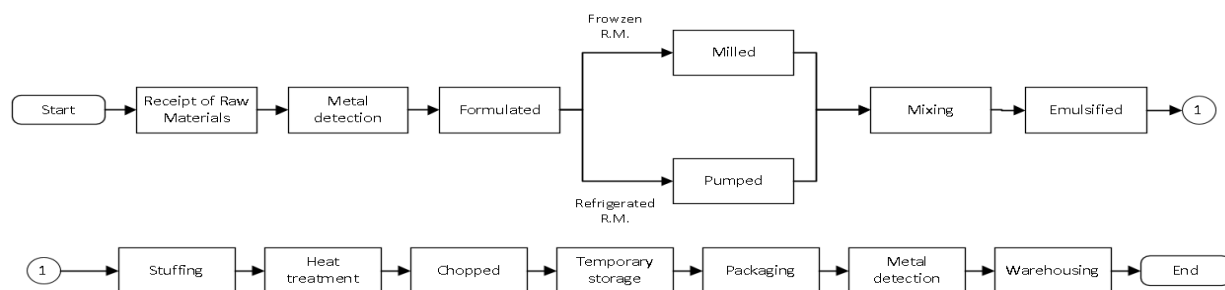 Frowzen
R.M.
Milled
Start
Receipt of Raw
Materials
Metal
detection
Formulated
Mixing
Emulsified
1
Pumped
Refrigerated
R.M.
1
Stuffing
Heat
treatment
Chopped
Temporary
storage
Packaging
Metal
detection
Warehousing
End